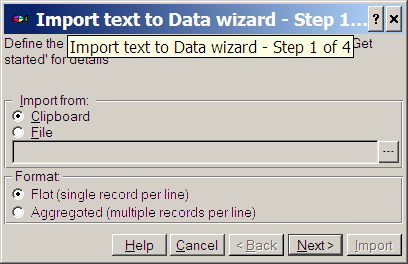 Import text to Data wizard - Step 1...
? ×
Import text to Data wizard - Step 1 of 4
Define the
Get
started' for details
Import from:
Clipboard
File
...
Format:
Flat (single record per line)
Aggregated (multiple records per line)
Help Cancel < Back Next > Import